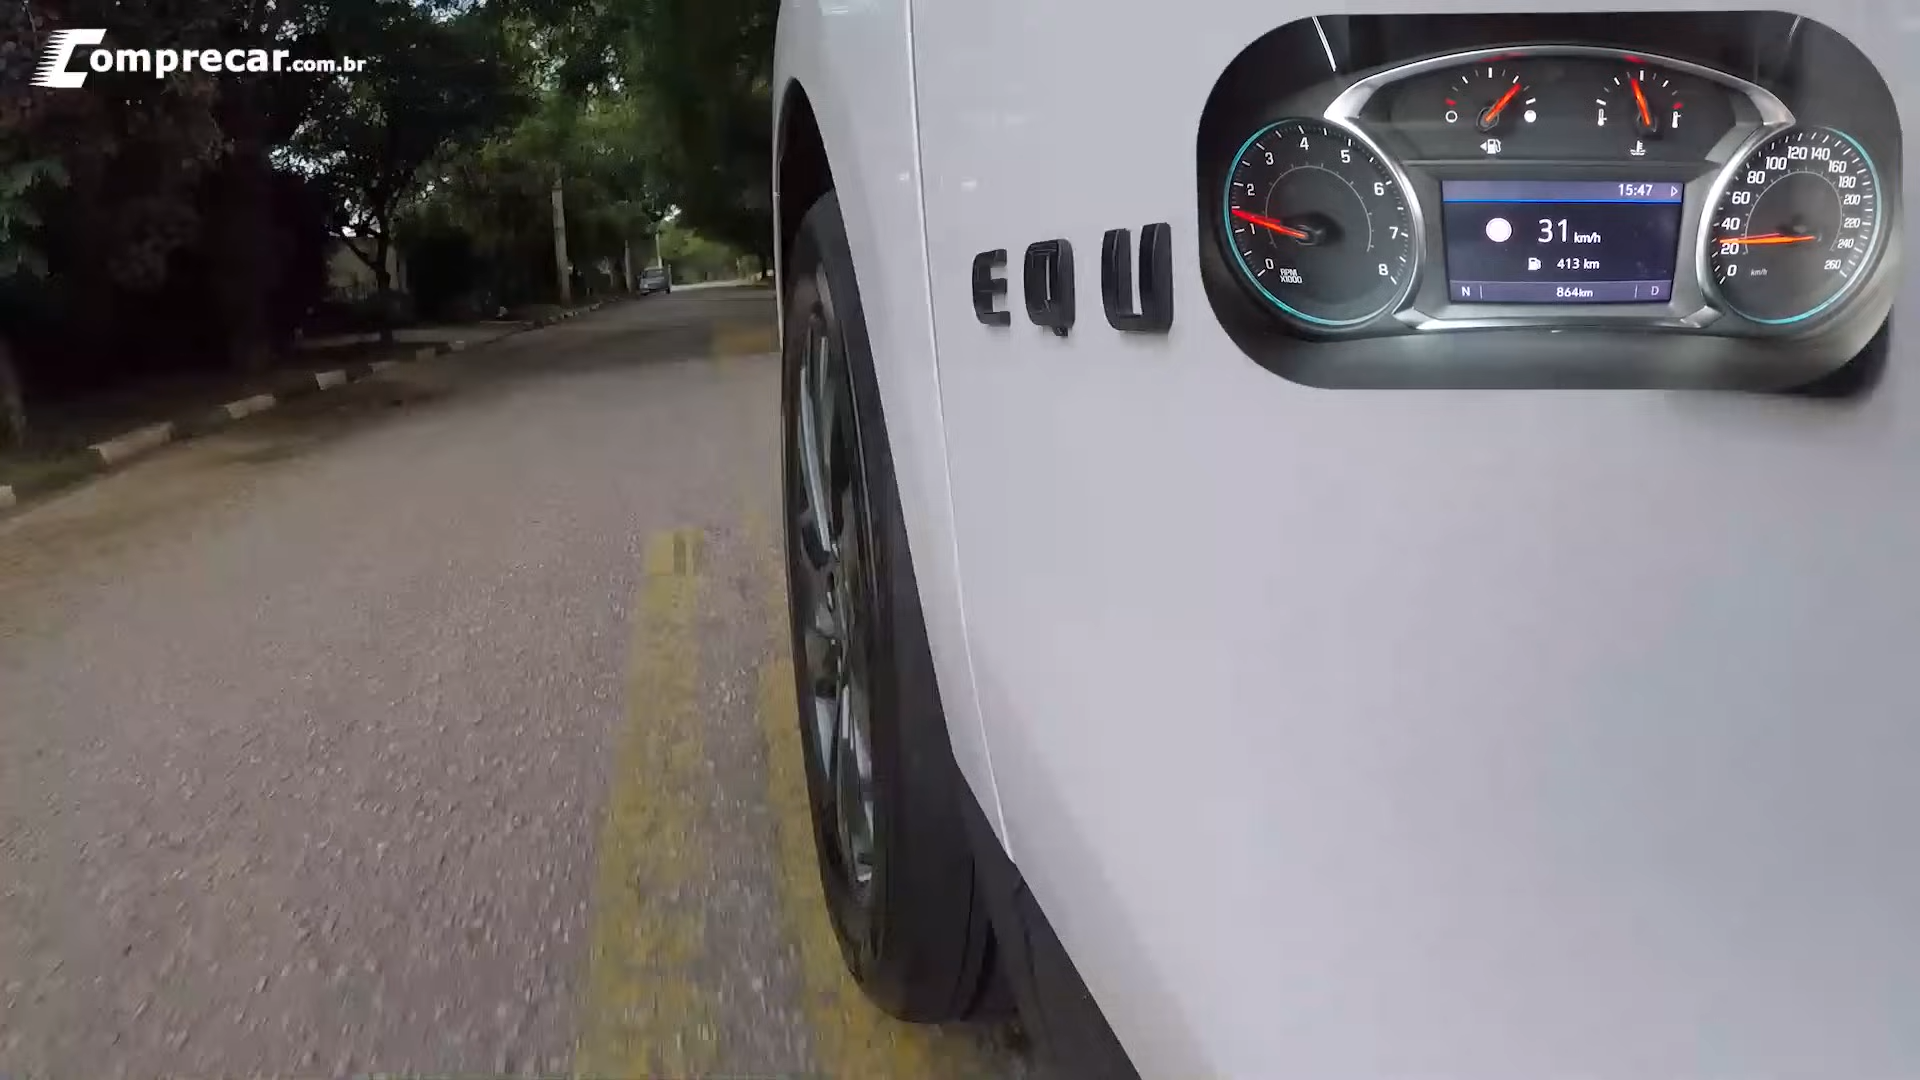 Comprecar.com.br
EQU
0 1 2 3 4 5 6 7 8
RPM
X1000
15:47
31 km/h
413 km
N 864km D
0 20 40 60 80 100 120 140 160 180 200 220 240 260
km/h